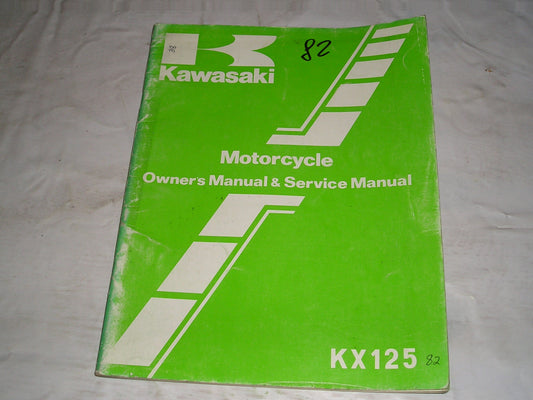 82
Kawasaki
Motorcycle
Owner's Manual & Service Manual
KX125 82